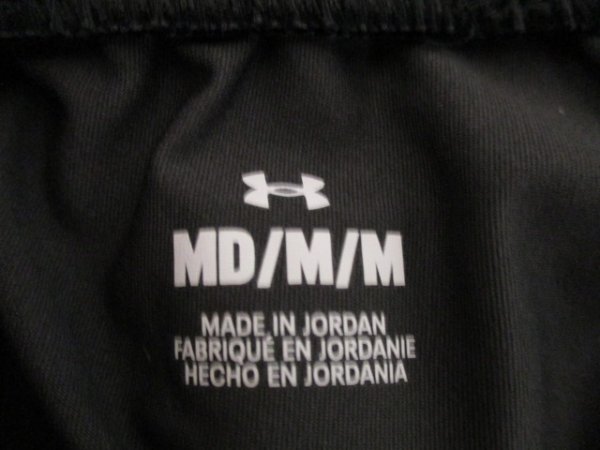 MD/M/M
MADE IN JORDAN
FABRIQUÉ EN JORDANIE
HECHO EN JORDANIA